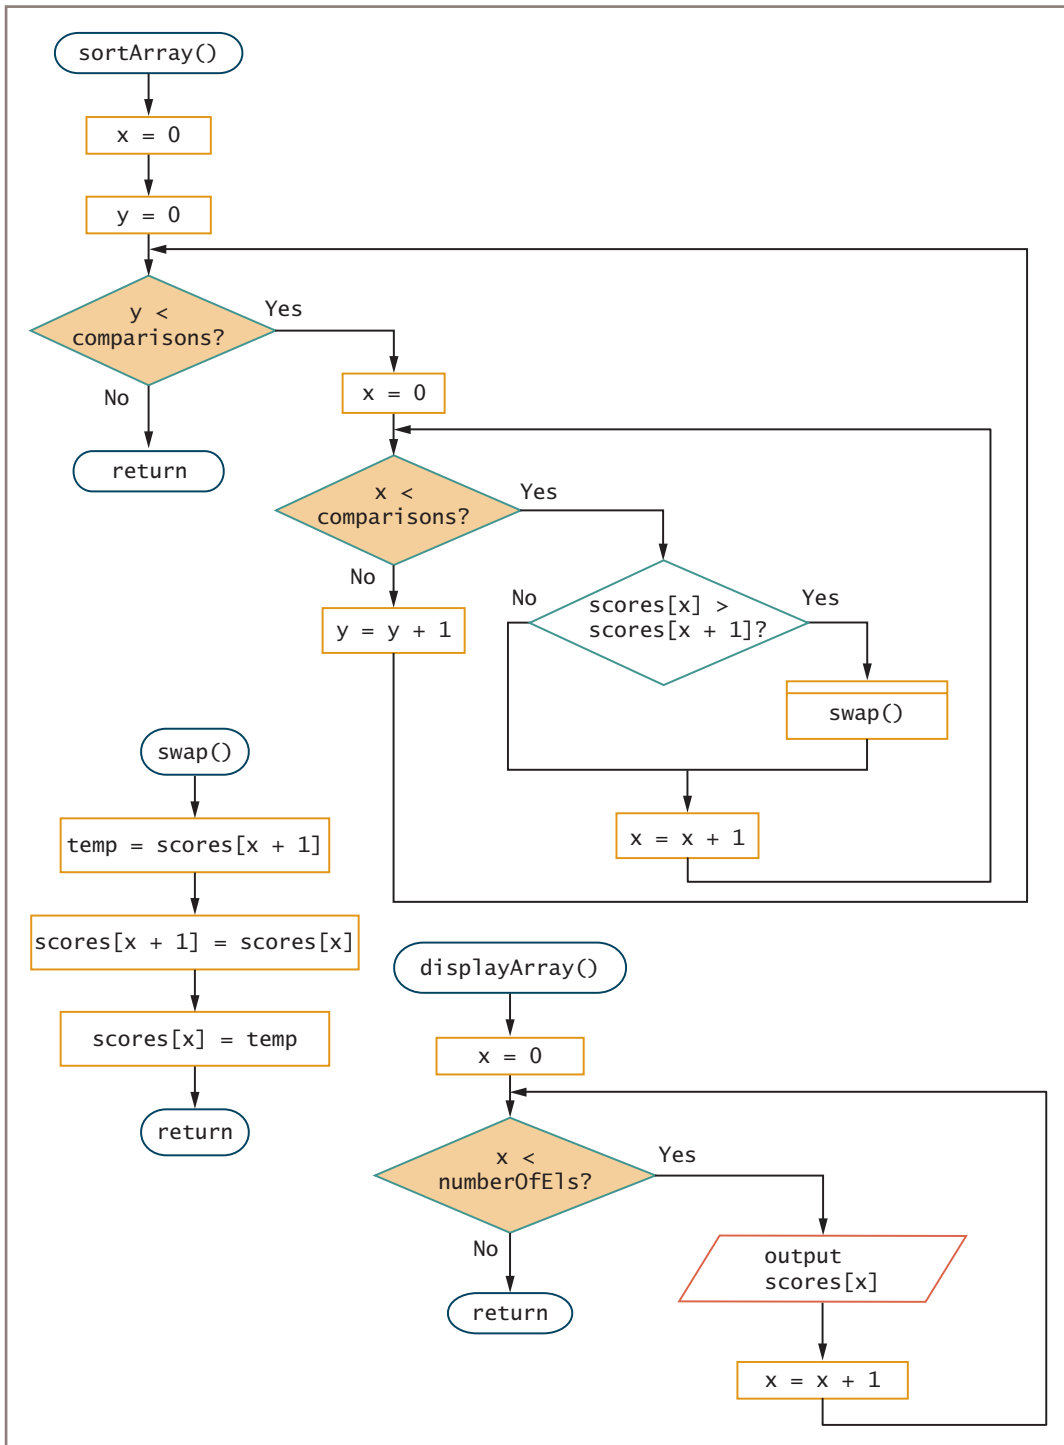 sortArray()
x = 0
y = 0
y <
comparisons?
Yes
No
return
x = 0
x <
comparisons?
Yes
No
y = y + 1
scores[x] >
scores[x + 1]?
No
Yes
swap()
x = x + 1
swap()
temp = scores[x + 1]
scores[x + 1] = scores[x]
scores[x] = temp
return
displayArray()
x = 0
x <
numberOfEls?
Yes
No
return
output
scores[x]
x = x + 1